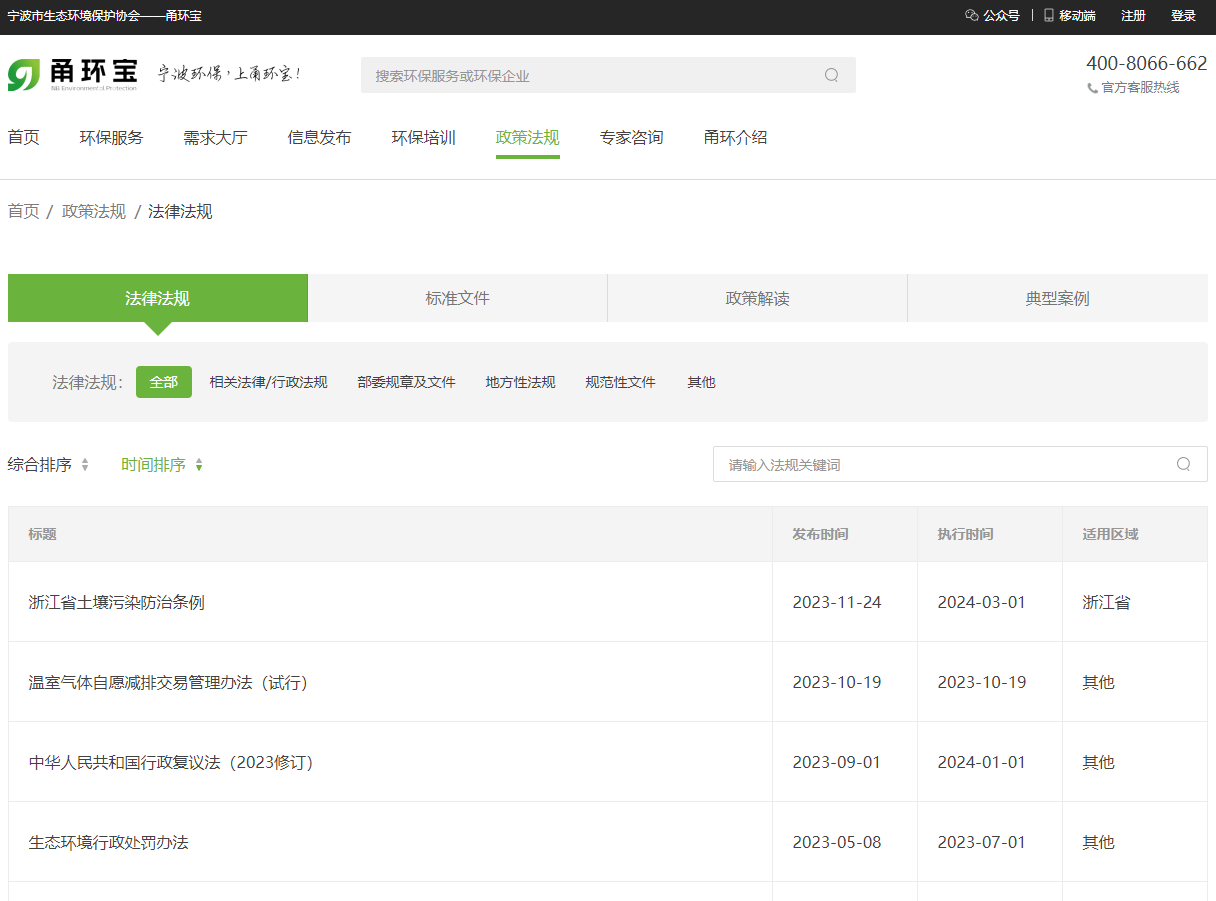 宁波市生态环境保护协会——甬环宝
公众号 | 移动端 注册 登录
甬环宝
NB Environmental Protection
宁波环保，上甬环宝！
搜索环保服务或环保企业
400-8066-662
官方客服热线
首页 环保服务 需求大厅 信息发布 环保培训 政策法规 专家咨询 甬环介绍
首页 / 政策法规 / 法律法规
法律法规 标准文件 政策解读 典型案例
法律法规： 全部 相关法律/行政法规 部委规章及文件 地方性法规 规范性文件 其他
综合排序 时间排序 请输入法规关键词
标题 发布时间 执行时间 适用区域
浙江省土壤污染防治条例 2023-11-24 2024-03-01 浙江省
温室气体自愿减排交易管理办法（试行） 2023-10-19 2023-10-19 其他
中华人民共和国行政复议法（2023修订） 2023-09-01 2024-01-01 其他
生态环境行政处罚办法 2023-05-08 2023-07-01 其他